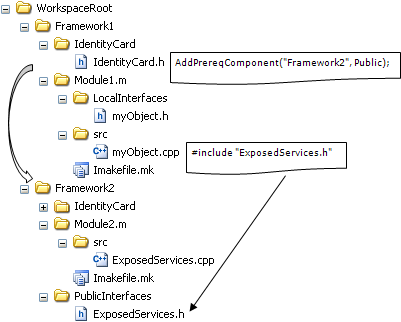 WorkspaceRoot
Framework1
IdentityCard
IdentityCard.h
AddPrereqComponent("Framework2", Public);
Module1.m
LocalInterfaces
myObject.h
src
myObject.cpp
#include "ExposedServices.h"
Imakefile.mk
Framework2
IdentityCard
Module2.m
src
ExposedServices.cpp
Imakefile.mk
PublicInterfaces
ExposedServices.h